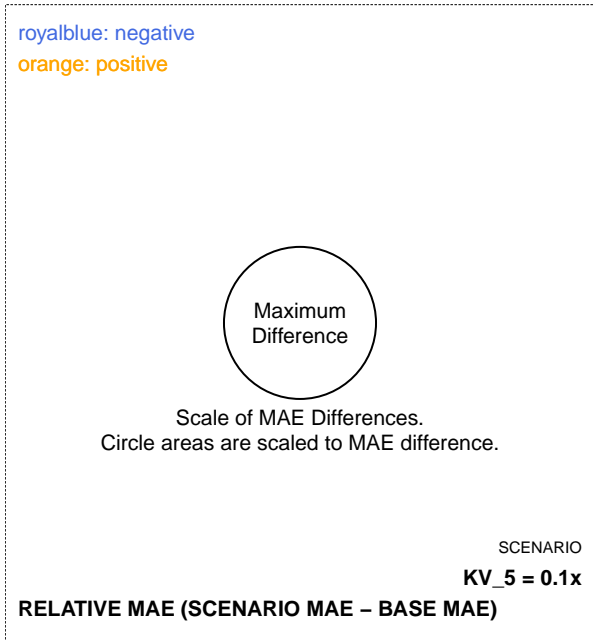 royalblue: negative
orange: positive
Maximum
Difference
Scale of MAE Differences.
Circle areas are scaled to MAE difference.
SCENARIO
KV_5 = 0.1x
RELATIVE MAE (SCENARIO MAE – BASE MAE)